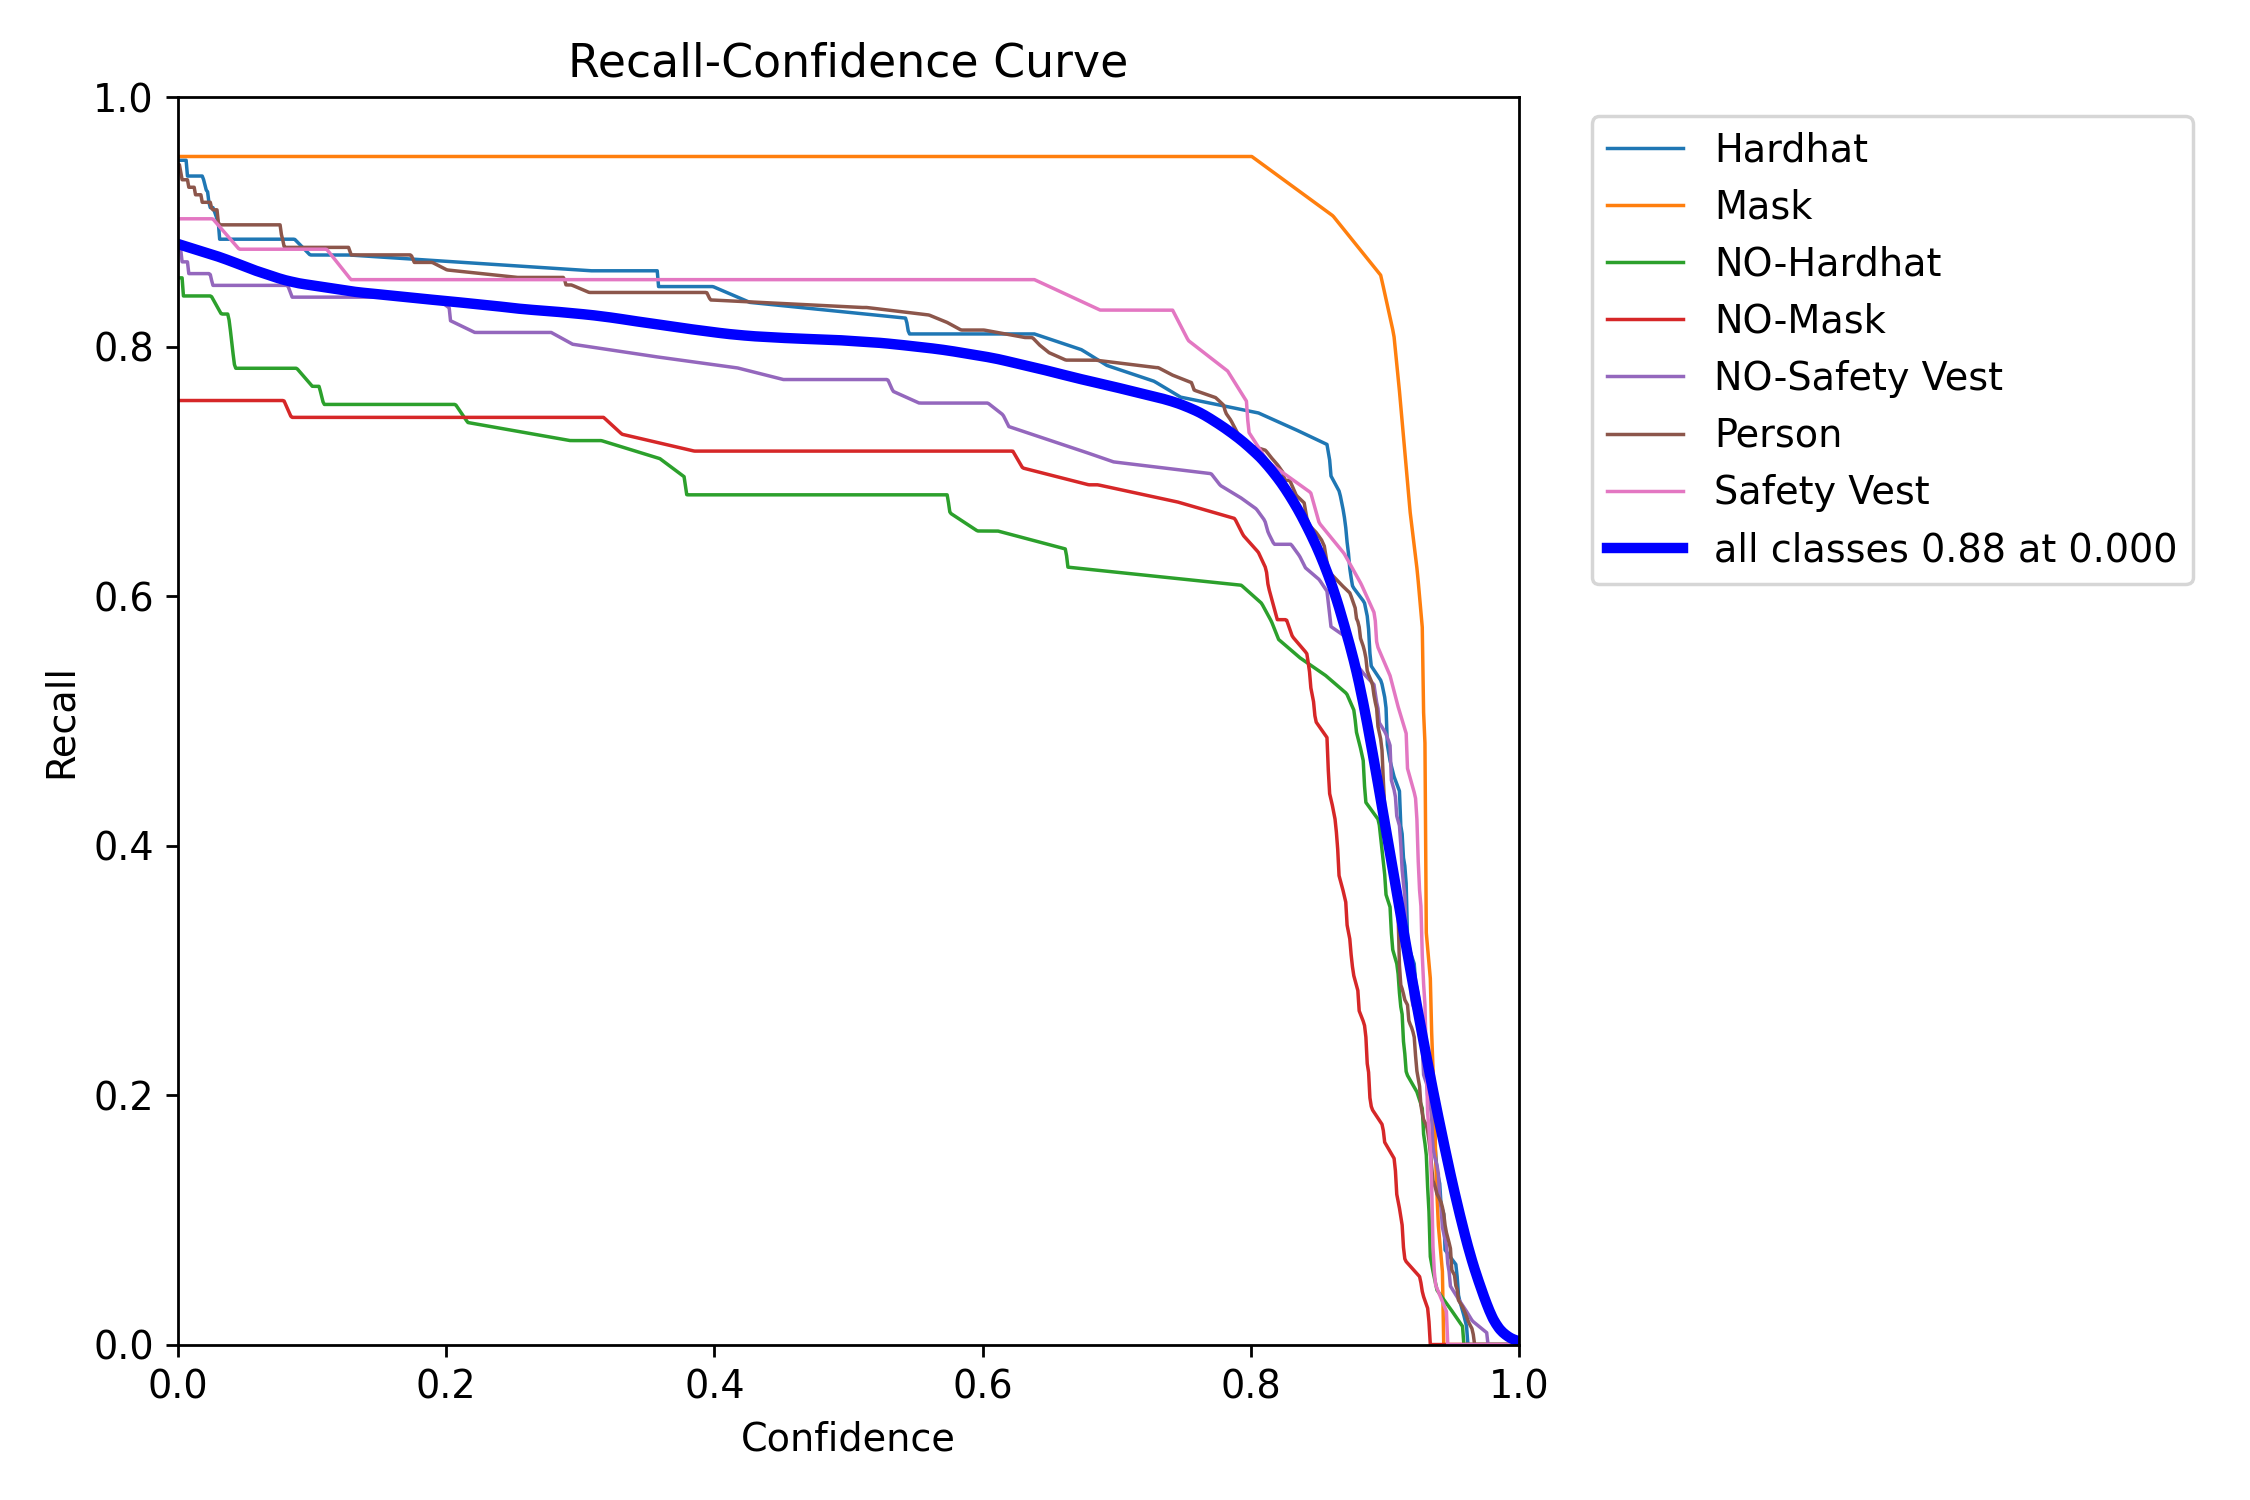 Recall-Confidence Curve
1.0
0.8
0.6
0.4
0.2
0.0
Recall
0.0 0.2 0.4 0.6 0.8 1.0
Confidence
Hardhat
Mask
NO-Hardhat
NO-Mask
NO-Safety Vest
Person
Safety Vest
all classes 0.88 at 0.000